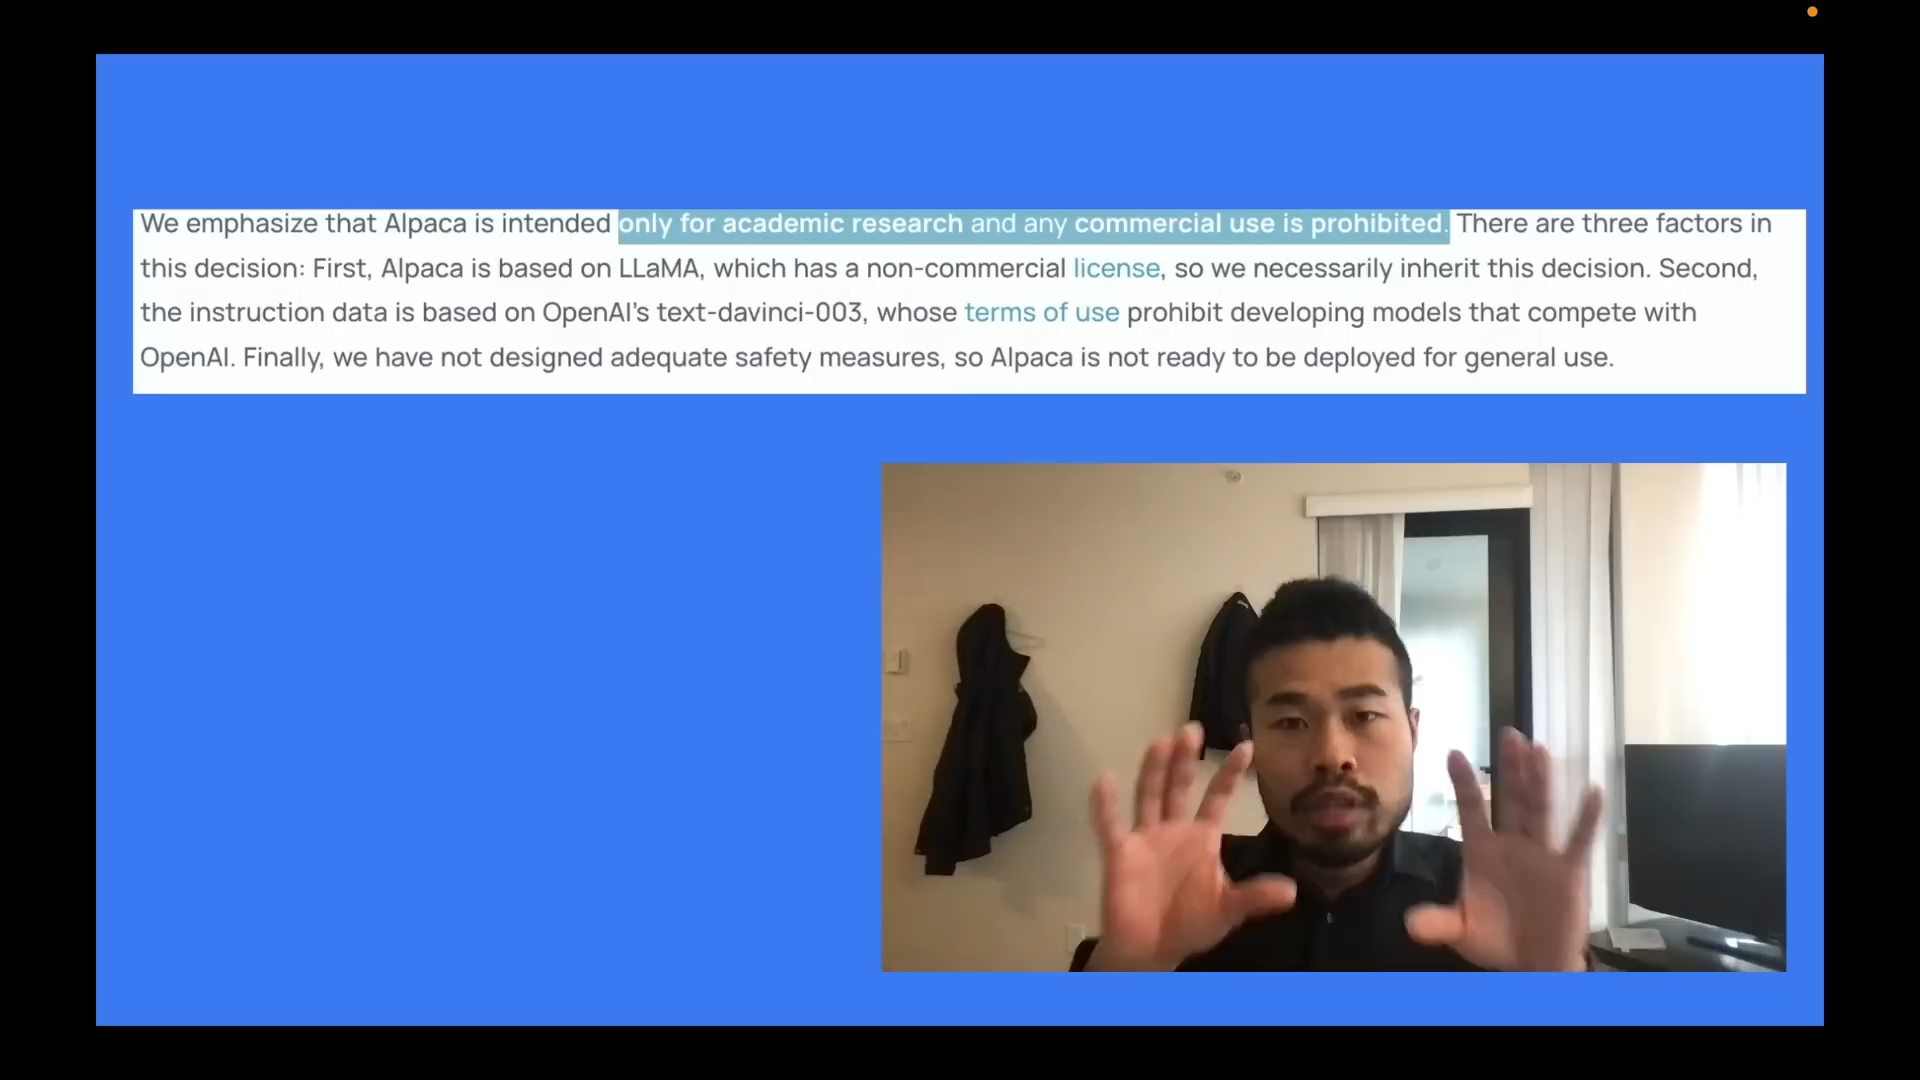 We emphasize that Alpaca is intended only for academic research and any commercial use is prohibited. There are three factors in
this decision: First, Alpaca is based on LLaMA, which has a non-commercial license, so we necessarily inherit this decision. Second,
the instruction data is based on OpenAI's text-davinci-003, whose terms of use prohibit developing models that compete with
OpenAI. Finally, we have not designed adequate safety measures, so Alpaca is not ready to be deployed for general use.